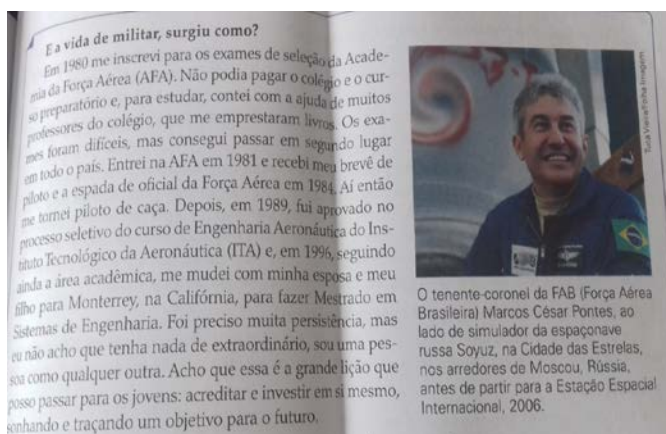 E a vida de militar, surgiu como?
Em 1980 me inscrevi para os exames de seleção da Acade-
mia da Força Aérea (AFA). Não podia pagar o colégio e o cur-
so preparatório e, para estudar, contei com a ajuda de muitos
professores do colégio, que me emprestaram livros. Os exa-
mes foram difíceis, mas consegui passar em segundo lugar
em todo o país. Entrei na AFA em 1981 e recebi meu brevê de
piloto e a espada de oficial da Força Aérea em 1984. Aí então
me tornei piloto de caça. Depois, em 1989, fui aprovado no
processo seletivo do curso de Engenharia Aeronáutica do Ins-
tituto Tecnológico da Aeronáutica (ITA) e, em 1996, seguindo
ainda a área acadêmica, me mudei com minha esposa e meu
filho para Monterrey, na Califórnia, para fazer Mestrado em
Sistemas de Engenharia. Foi preciso muita persistência, mas
eu não acho que tenha nada de extraordinário, sou uma pes-
soa como qualquer outra. Acho que essa é a grande lição que
posso passar para os jovens: acreditar e investir em si mesmo,
sonhando e traçando um objetivo para o futuro.
Tuca Vieira/Folha Imagem
O tenente-coronel da FAB (Força Aérea
Brasileira) Marcos César Pontes, ao
lado de simulador da espaçonave
russa Soyuz, na Cidade das Estrelas,
nos arredores de Moscou, Rússia,
antes de partir para a Estação Espacial
Internacional, 2006.